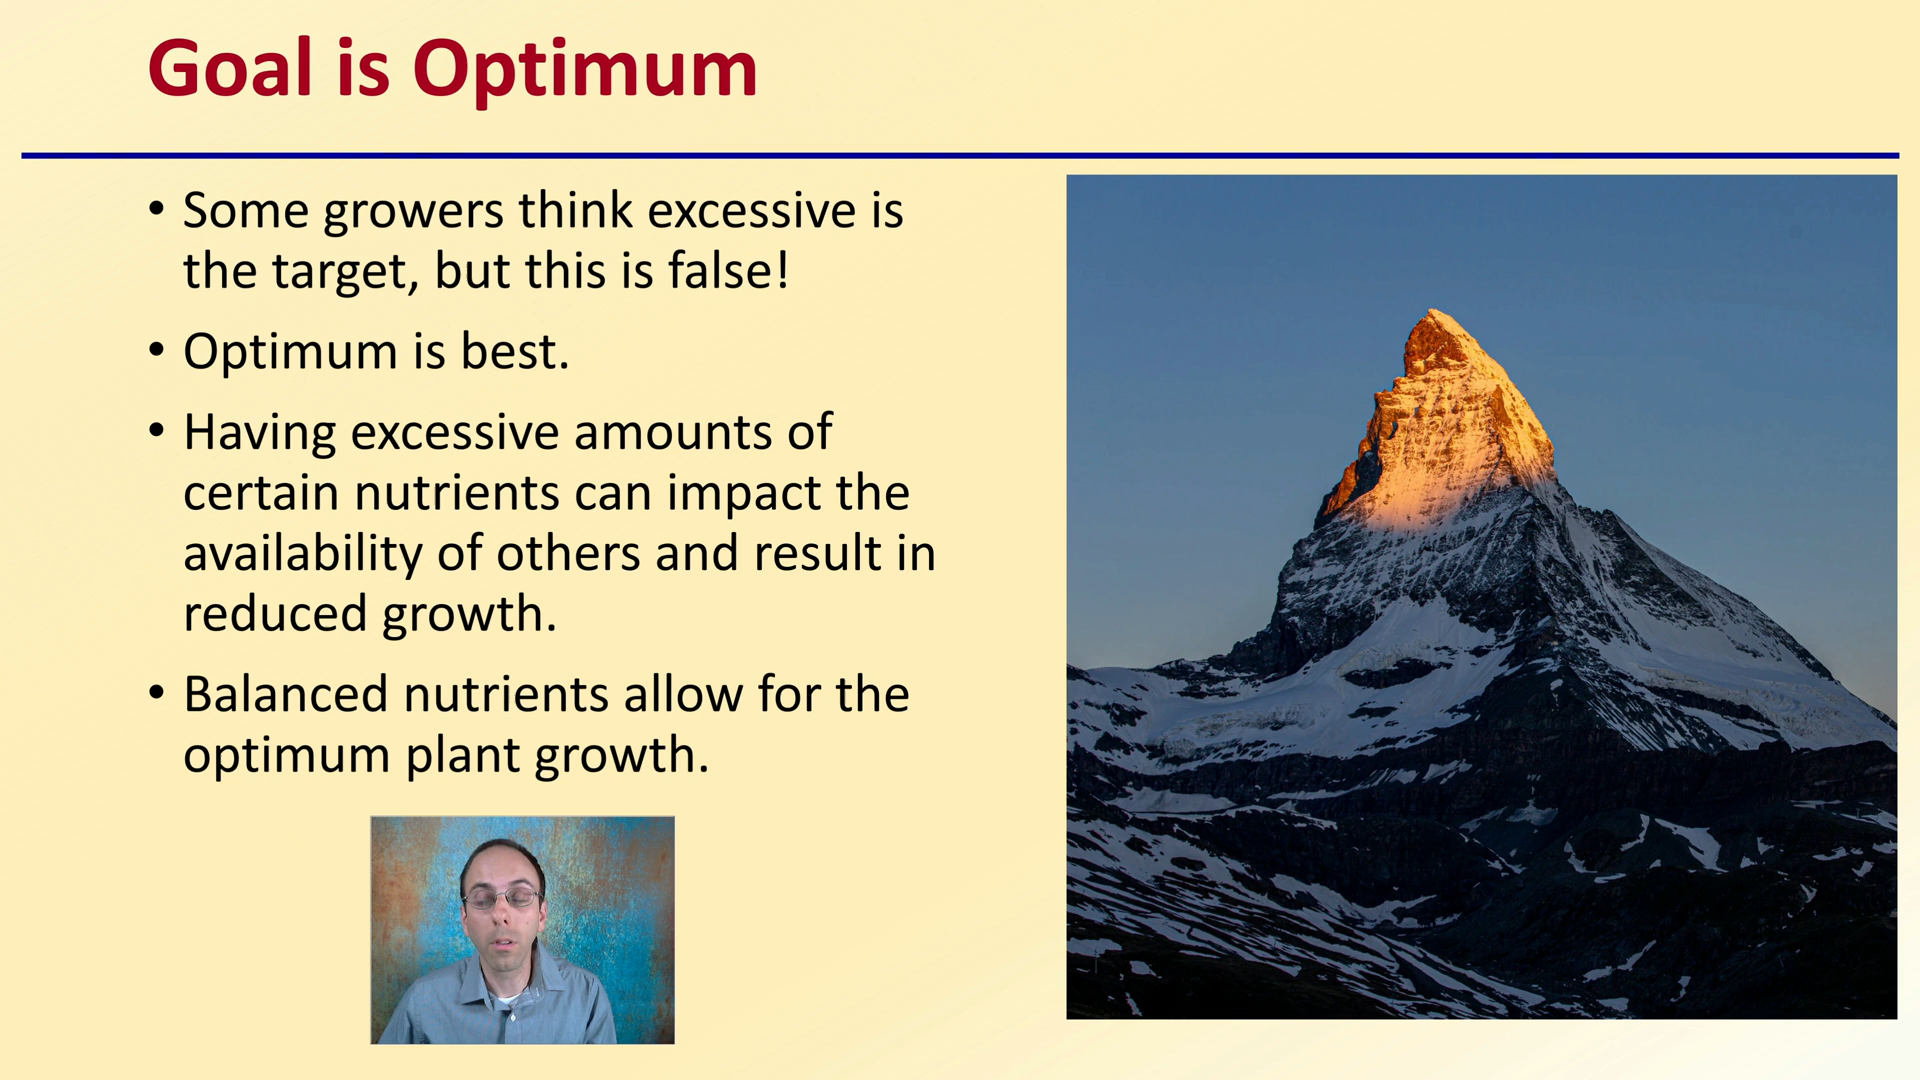 Goal is Optimum
• Some growers think excessive is
the target, but this is false!
• Optimum is best.
• Having excessive amounts of
certain nutrients can impact the
availability of others and result in
reduced growth.
• Balanced nutrients allow for the
optimum plant growth.